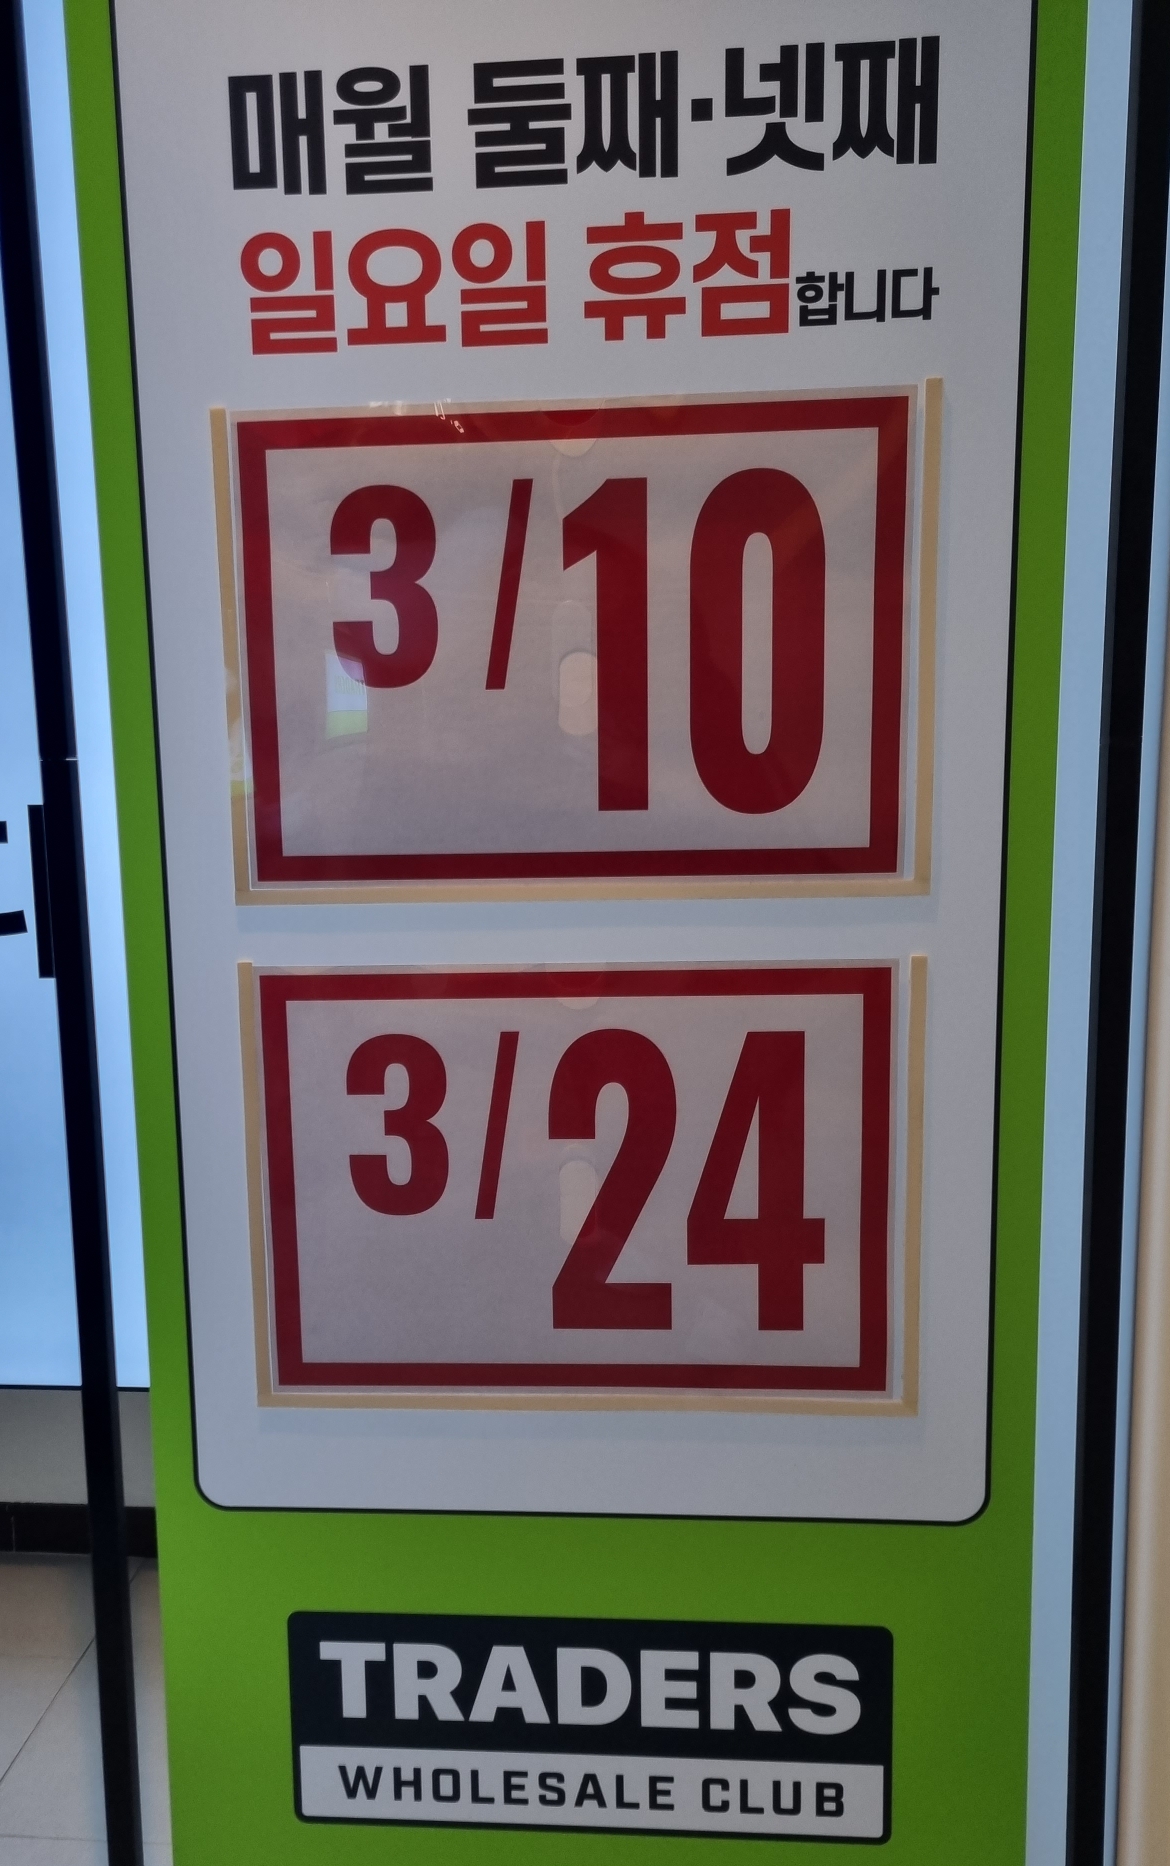 매월 둘째·넷째
일요일 휴점합니다
3/10
3/24
TRADERS
WHOLESALE CLUB